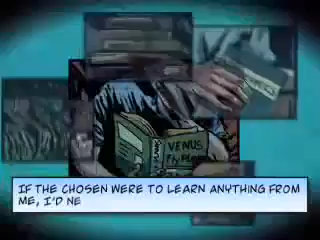 VENUS
IF THE CHOSEN WERE TO LEARN ANYTHING FROM
ME, I'D NE